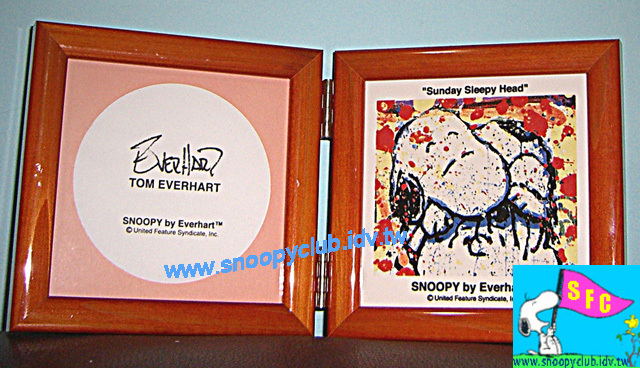 EVERHART
TOM EVERHART
SNOOPY by Everhart™
© United Feature Syndicate, Inc.
"Sunday Sleepy Head"
SNOOPY by Everh
© United Feature Syndicate, In
www.snoopyclub.idv.tw
SFC
www.snoopyclub.idv.tw